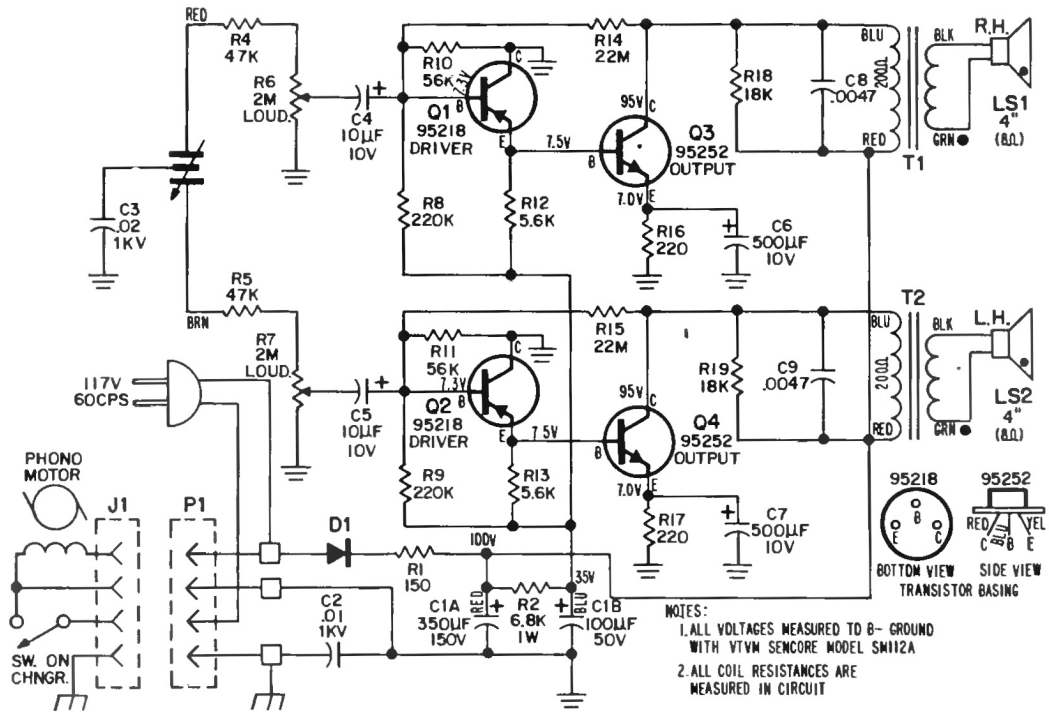 RED
R4
47K
R6
2M
LOUD.
C4
10µF
10V
R10
56K
7.3V
B
C
E
Q1
95218
DRIVER
R8
220K
R12
5.6K
7.5V
R14
22M
95V
C
B
E
7.0V
Q3
95252
OUTPUT
R16
220
C6
500µF
10V
R18
18K
C8
.0047
BLU
200Ω
RED
T1
BLK
GRN
R.H.
LS1
4"
(8Ω)
C3
.02
1KV
R5
47K
BRN
R7
2M
LOUD.
C5
10µF
10V
R11
56K
7.3V
B
C
E
Q2
95218
DRIVER
R9
220K
R13
5.6K
7.5V
R15
22M
95V
C
B
E
7.0V
Q4
95252
OUTPUT
R17
220
C7
500µF
10V
R19
18K
C9
.0047
BLU
200Ω
RED
T2
BLK
GRN
L.H.
LS2
4"
(8Ω)
117V
60CPS
PHONO
MOTOR
J1
P1
SW. ON
CHNGR.
D1
R1
150
C2
.01
1KV
100V
RED
C1A
350µF
150V
R2
6.8K
1W
35V
BLU
C1B
100µF
50V
95218
B
E
C
BOTTOM VIEW
95252
RED
BLU
YEL
C
B
E
SIDE VIEW
TRANSISTOR BASING
NOTES:
1. ALL VOLTAGES MEASURED TO B- GROUND
WITH VTVM SENCORE MODEL SM112A
2. ALL COIL RESISTANCES ARE
MEASURED IN CIRCUIT